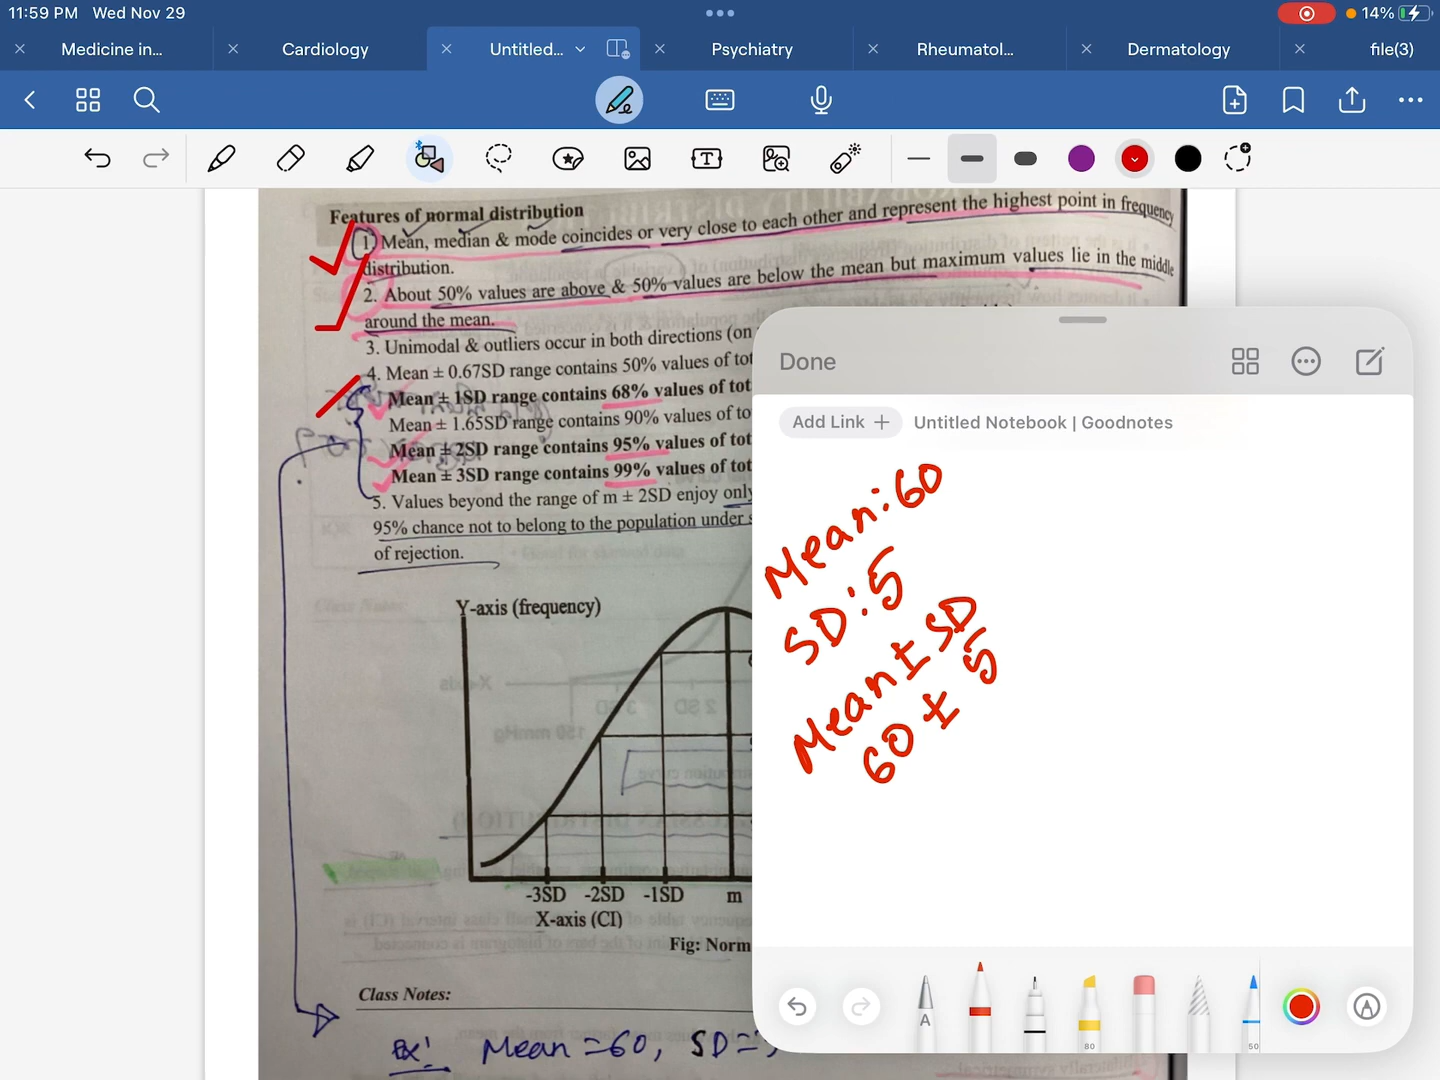 11:59 PM Wed Nov 29
14%
Medicine in...
Cardiology
Untitled...
Psychiatry
Rheumatol...
Dermatology
file(3)
Features of normal distribution
1. Mean, median & mode coincides or very close to each other and represent the highest point in frequency
distribution.
2. About 50% values are above & 50% values are below the mean but maximum values lie in the middle
around the mean.
3. Unimodal & outliers occur in both directions (on
4. Mean ± 0.67SD range contains 50% values of tot
Mean ± 1SD range contains 68% values of tot
Mean ± 1.65SD range contains 90% values of to
Mean ± 2SD range contains 95% values of tot
Mean ± 3SD range contains 99% values of tot
5. Values beyond the range of m ± 2SD enjoy only
95% chance not to belong to the population under s
of rejection.
Y-axis (frequency)
-3SD -2SD -1SD m
X-axis (CI)
Fig: Norm
Class Notes:
Ex! Mean = 60, SD =
Done
Add Link + Untitled Notebook | Goodnotes
Mean: 60
SD: 5
Mean ± SD
60 ± 5
A
80
50